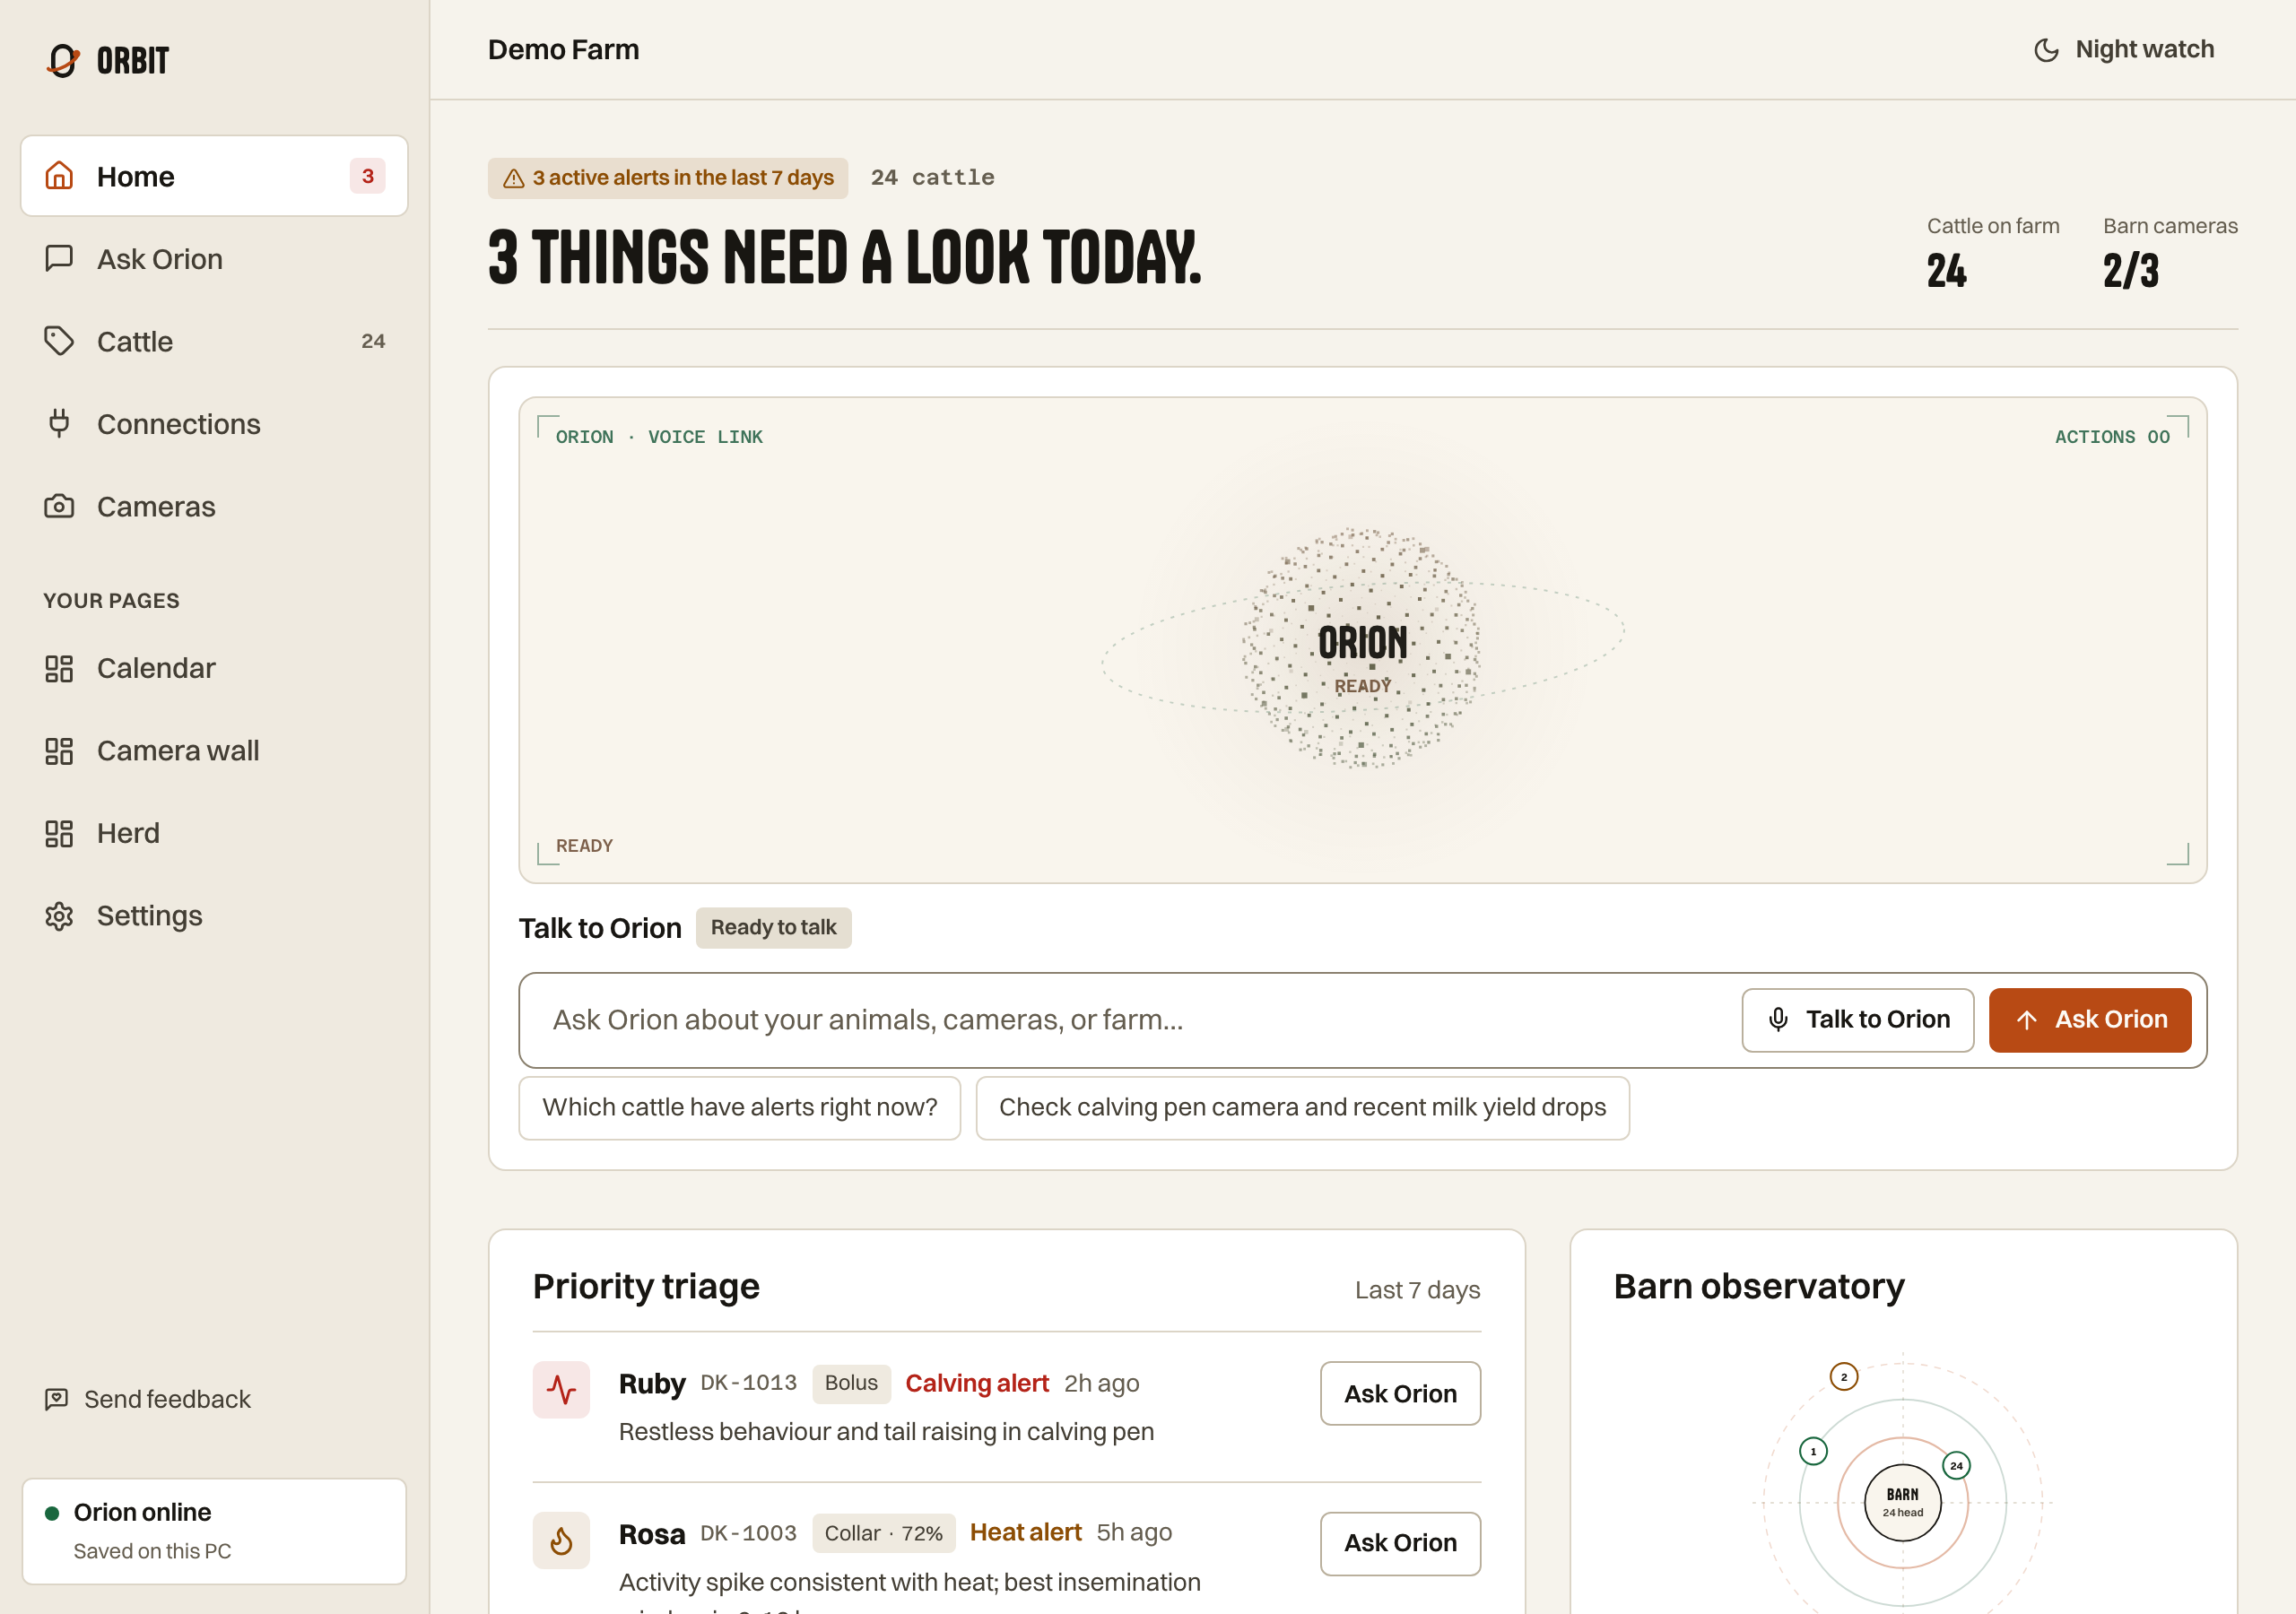 ORBIT
Demo Farm
Night watch
Home 3
Ask Orion
Cattle 24
Connections
Cameras
YOUR PAGES
Calendar
Camera wall
Herd
Settings
Send feedback
Orion online
Saved on this PC
3 active alerts in the last 7 days 24 cattle
3 THINGS NEED A LOOK TODAY.
Cattle on farm
24
Barn cameras
2/3
ORION · VOICE LINK
ACTIONS 00
ORION
READY
READY
Talk to Orion Ready to talk
Ask Orion about your animals, cameras, or farm...
Talk to Orion
Ask Orion
Which cattle have alerts right now?
Check calving pen camera and recent milk yield drops
Priority triage
Last 7 days
Ruby DK-1013 Bolus Calving alert 2h ago
Restless behaviour and tail raising in calving pen
Ask Orion
Rosa DK-1003 Collar · 72% Heat alert 5h ago
Activity spike consistent with heat; best insemination
Ask Orion
Barn observatory
2
1
24
BARN
24 head